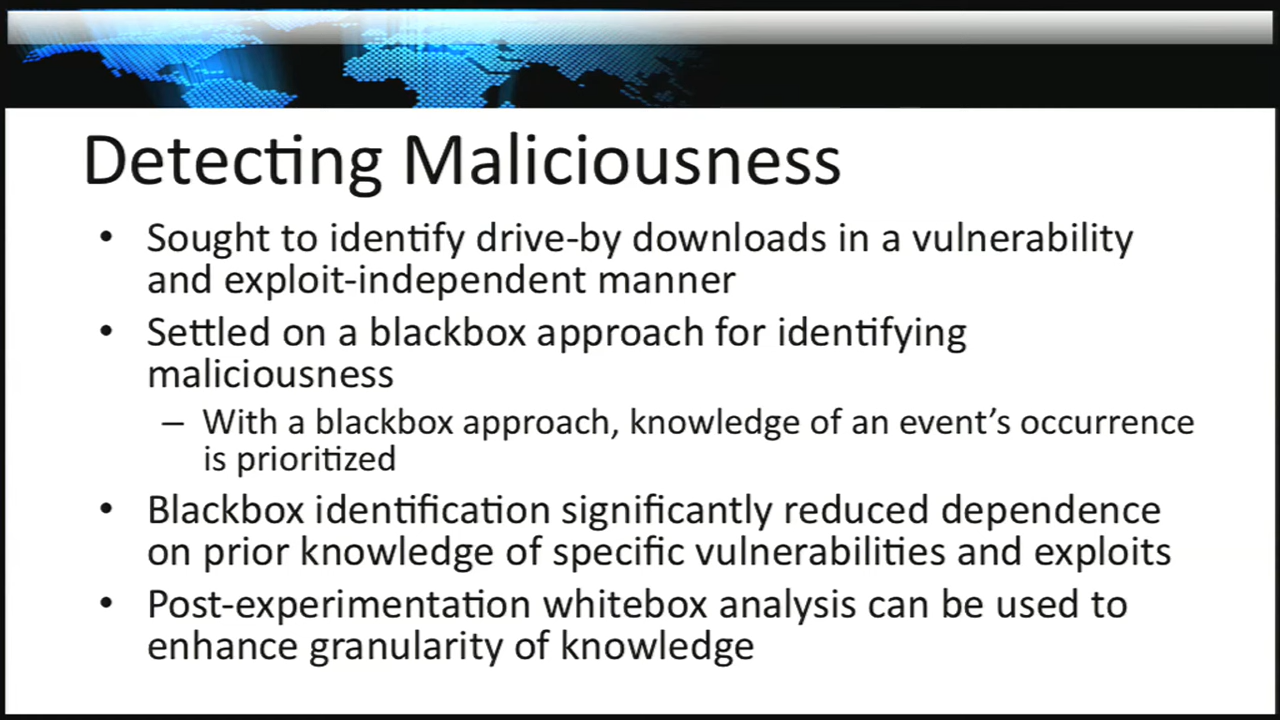 Detecting Maliciousness
• Sought to identify drive-by downloads in a vulnerability
and exploit-independent manner
• Settled on a blackbox approach for identifying
maliciousness
– With a blackbox approach, knowledge of an event’s occurrence
is prioritized
• Blackbox identification significantly reduced dependence
on prior knowledge of specific vulnerabilities and exploits
• Post-experimentation whitebox analysis can be used to
enhance granularity of knowledge